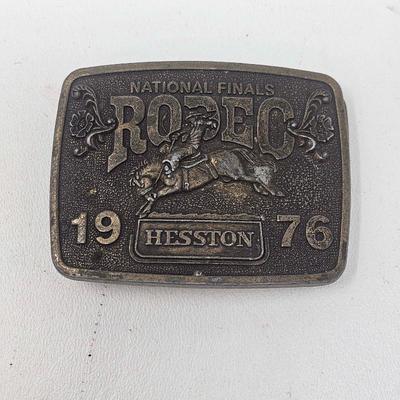 NATIONAL FINALS
RODEO
19 76
HESSTON